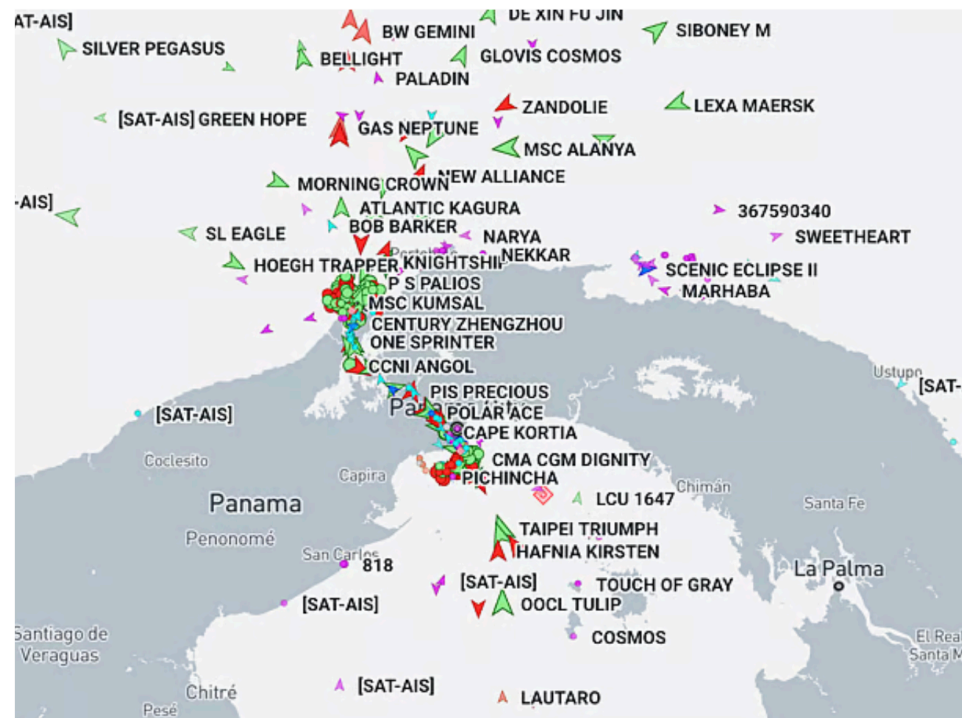 AT-AIS]
DE XIN FU JIN
SIBONEY M
BW GEMINI
SILVER PEGASUS
BELLIGHT
GLOVIS COSMOS
PALADIN
ZANDOLIE
LEXA MAERSK
[SAT-AIS] GREEN HOPE
GAS NEPTUNE
MSC ALANYA
NEW ALLIANCE
MORNING CROWN
-AIS]
ATLANTIC KAGURA
367590340
BOB BARKER
SL EAGLE
NARYA
SWEETHEART
NEKKAR
HOEGH TRAPPER
KNIGHTSHIP
SCENIC ECLIPSE II
P S PALIOS
MARHABA
MSC KUMSAL
CENTURY ZHENGZHOU
ONE SPRINTER
CCNI ANGOL
Ustupo
[SAT-
PIS PRECIOUS
[SAT-AIS]
POLAR ACE
CAPE KORTIA
Coclesito
CMA CGM DIGNITY
Capira
PICHINCHA
Chimán
LCU 1647
Panama
Santa Fe
TAIPEI TRIUMPH
Penonomé
HAFNIA KIRSTEN
San Carlos
818
La Palma
[SAT-AIS]
TOUCH OF GRAY
[SAT-AIS]
OOCL TULIP
Santiago de
Veraguas
COSMOS
El Real
Santa M
[SAT-AIS]
Chitré
LAUTARO
Pesé